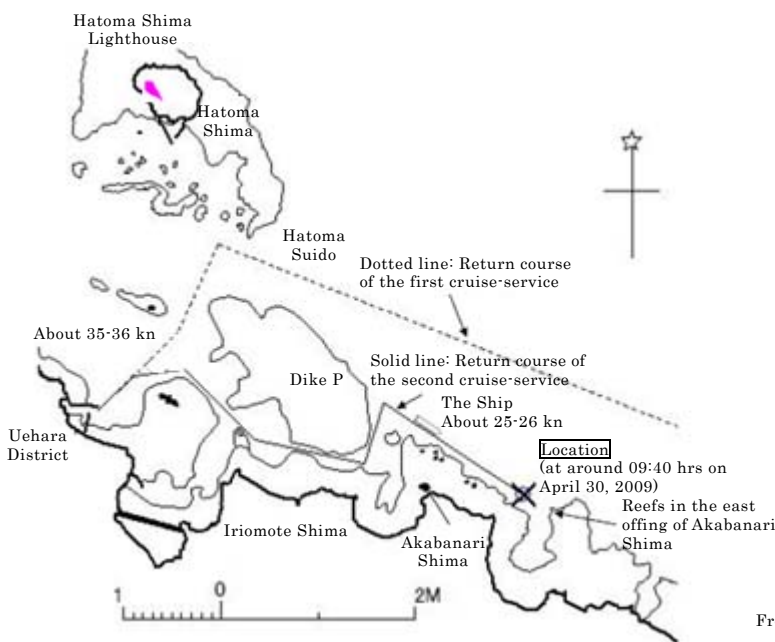 Hatoma Shima
Lighthouse
Hatoma
Shima
Hatoma
Suido
Dotted line: Return course
of the first cruise-service
About 35-36 kn
Solid line: Return course of
the second cruise-service
Dike P
The Ship
About 25-26 kn
Uehara
District
Location
(at around 09:40 hrs on
April 30, 2009)
Reefs in the east
offing of Akabanari
Shima
Iriomote Shima
Akabanari
Shima
1 0 2M
Fr